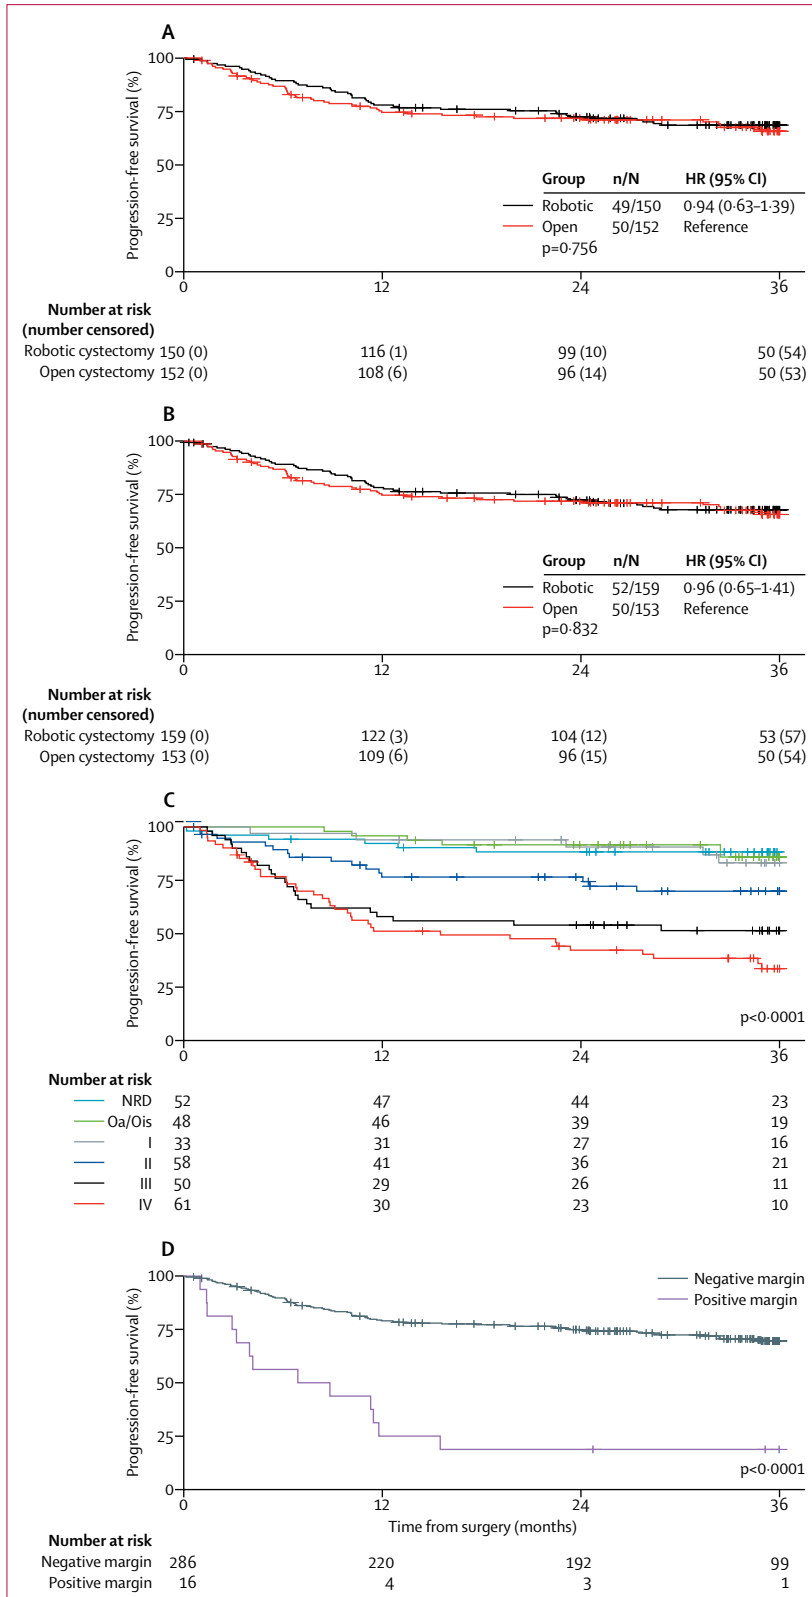 A
Progression-free survival (%)
100
75
50
25
0
Group n/N HR (95% CI)
Robotic 49/150 0·94 (0·63–1·39)
Open 50/152 Reference
p=0·756
0 12 24 36
Number at risk
(number censored)
Robotic cystectomy 150 (0) 116 (1) 99 (10) 50 (54)
Open cystectomy 152 (0) 108 (6) 96 (14) 50 (53)
B
Progression-free survival (%)
100
75
50
25
0
Group n/N HR (95% CI)
Robotic 52/159 0·96 (0·65–1·41)
Open 50/153 Reference
p=0·832
0 12 24 36
Number at risk
(number censored)
Robotic cystectomy 159 (0) 122 (3) 104 (12) 53 (57)
Open cystectomy 153 (0) 109 (6) 96 (15) 50 (54)
C
Progression-free survival (%)
100
75
50
25
0
p<0·0001
0 12 24 36
Number at risk
NRD 52 47 44 23
Oa/Ois 48 46 39 19
I 33 31 27 16
II 58 41 36 21
III 50 29 26 11
IV 61 30 23 10
D
Progression-free survival (%)
100
75
50
25
0
Negative margin
Positive margin
p<0·0001
0 12 24 36
Time from surgery (months)
Number at risk
Negative margin 286 220 192 99
Positive margin 16 4 3 1